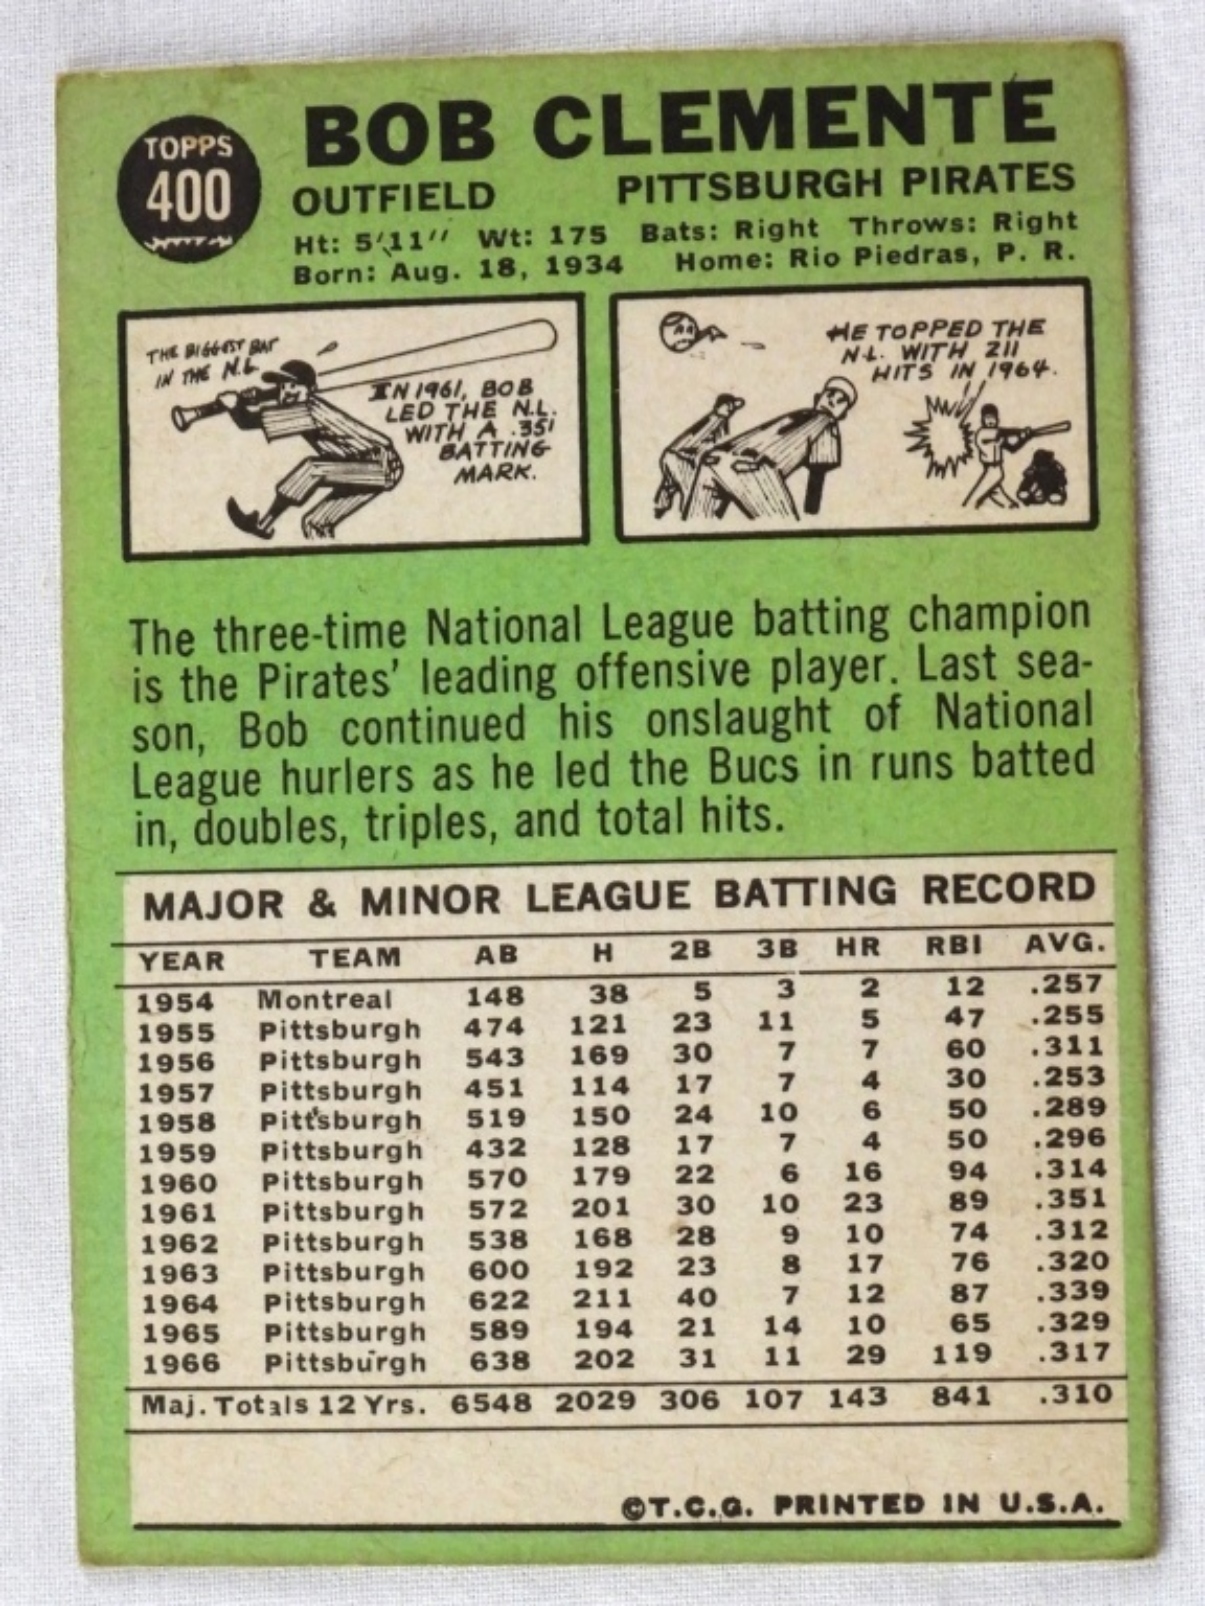 TOPPS
400
BOB CLEMENTE
OUTFIELD PITTSBURGH PIRATES
Ht: 5'11" Wt: 175 Bats: Right Throws: Right
Born: Aug. 18, 1934 Home: Rio Piedras, P. R.
THE BIGGEST BAT
IN THE N.L.
IN 1961, BOB
LED THE N.L.
WITH A .351
BATTING
MARK.
HE TOPPED THE
N.L. WITH 211
HITS IN 1964.
The three-time National League batting champion
is the Pirates' leading offensive player. Last sea-
son, Bob continued his onslaught of National
League hurlers as he led the Bucs in runs batted
in, doubles, triples, and total hits.
MAJOR & MINOR LEAGUE BATTING RECORD
YEAR TEAM AB H 2B 3B HR RBI AVG.
1954 Montreal 148 38 5 3 2 12 .257
1955 Pittsburgh 474 121 23 11 5 47 .255
1956 Pittsburgh 543 169 30 7 7 60 .311
1957 Pittsburgh 451 114 17 7 4 30 .253
1958 Pittsburgh 519 150 24 10 6 50 .289
1959 Pittsburgh 432 128 17 7 4 50 .296
1960 Pittsburgh 570 179 22 6 16 94 .314
1961 Pittsburgh 572 201 30 10 23 89 .351
1962 Pittsburgh 538 168 28 9 10 74 .312
1963 Pittsburgh 600 192 23 8 17 76 .320
1964 Pittsburgh 622 211 40 7 12 87 .339
1965 Pittsburgh 589 194 21 14 10 65 .329
1966 Pittsburgh 638 202 31 11 29 119 .317
Maj. Totals 12 Yrs. 6548 2029 306 107 143 841 .310
©T.C.G. PRINTED IN U.S.A.